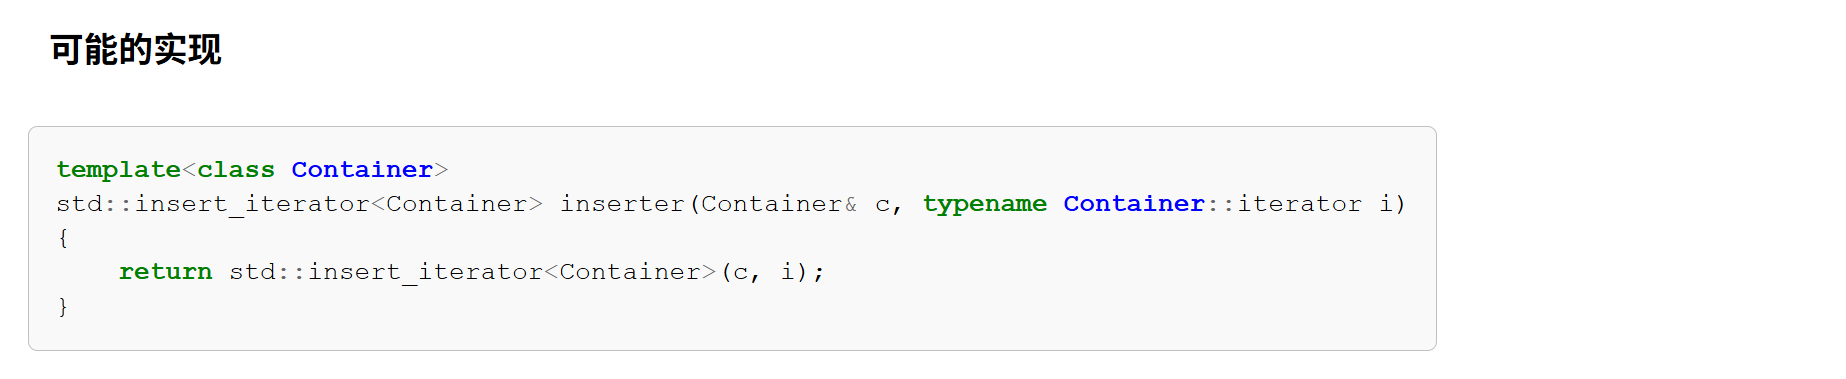 可能的实现
template<class Container>
std::insert_iterator<Container> inserter(Container& c, typename Container::iterator i)
{
    return std::insert_iterator<Container>(c, i);
}